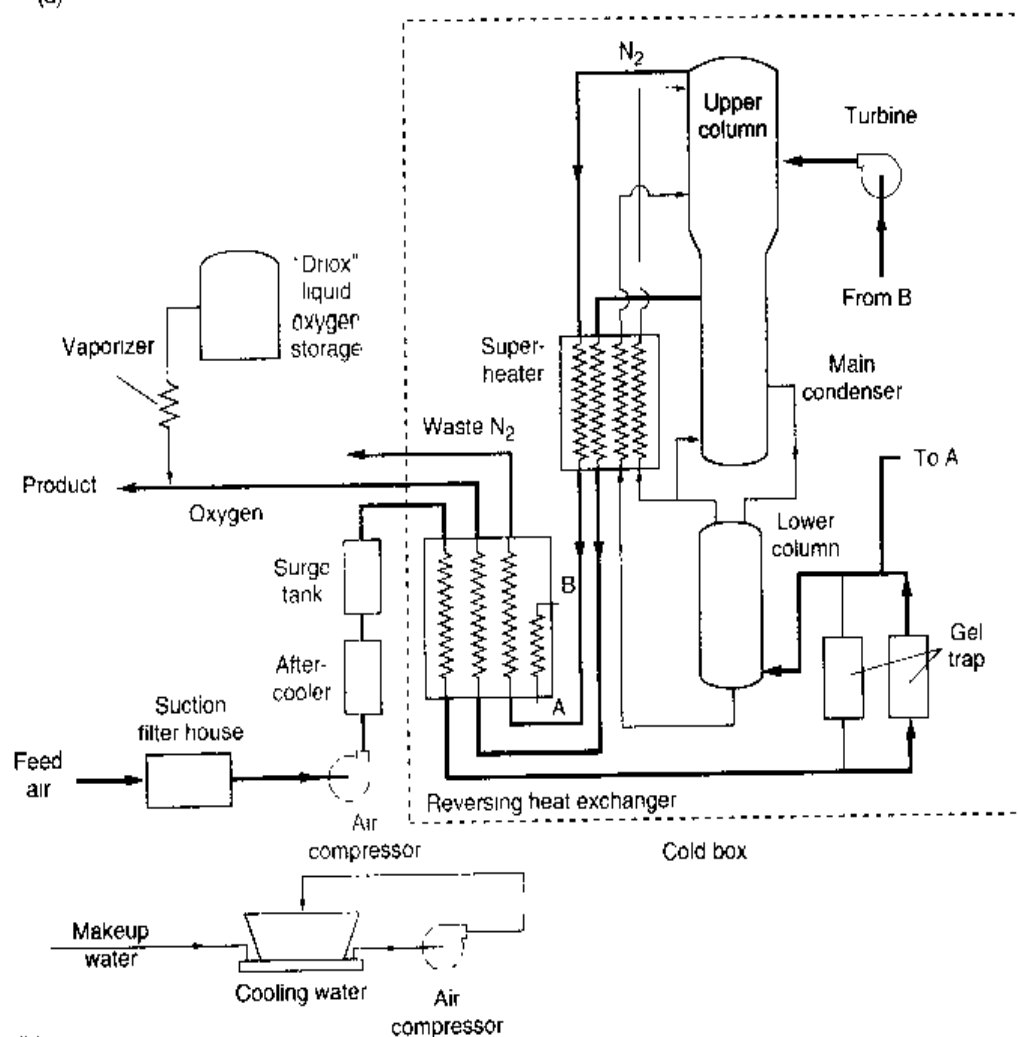 N2
Upper
column
Turbine
From B
"Driox"
liquid
oxygen
storage
Vaporizer
Super-
heater
Main
condenser
Waste N2
To A
Product
Oxygen
Lower
column
Surge
tank
B
Gel
trap
After-
cooler
A
Suction
filter house
Feed
air
Reversing heat exchanger
Air
compressor
Cold box
Makeup
water
Cooling water
Air
compressor